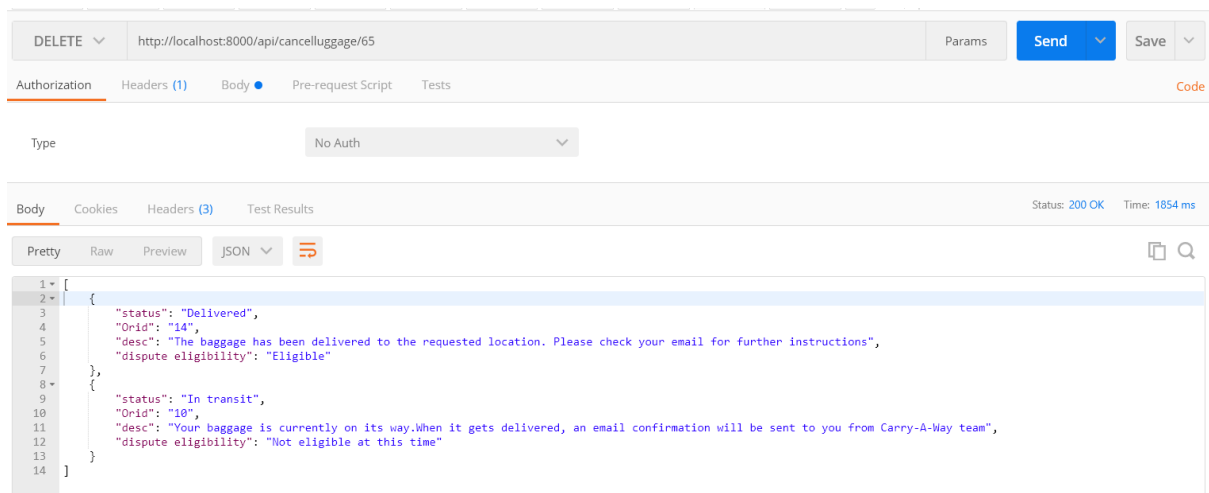 DELETE http://localhost:8000/api/cancelluggage/65 Params Send Save
Authorization Headers (1) Body Pre-request Script Tests Code
Type No Auth
Body Cookies Headers (3) Test Results Status: 200 OK Time: 1854 ms
Pretty Raw Preview JSON
1 [
2 {
3 "status": "Delivered",
4 "Orid": "14",
5 "desc": "The baggage has been delivered to the requested location. Please check your email for further instructions",
6 "dispute eligibility": "Eligible"
7 },
8 {
9 "status": "In transit",
10 "Orid": "10",
11 "desc": "Your baggage is currently on its way.When it gets delivered, an email confirmation will be sent to you from Carry-A-Way team",
12 "dispute eligibility": "Not eligible at this time"
13 }
14 ]